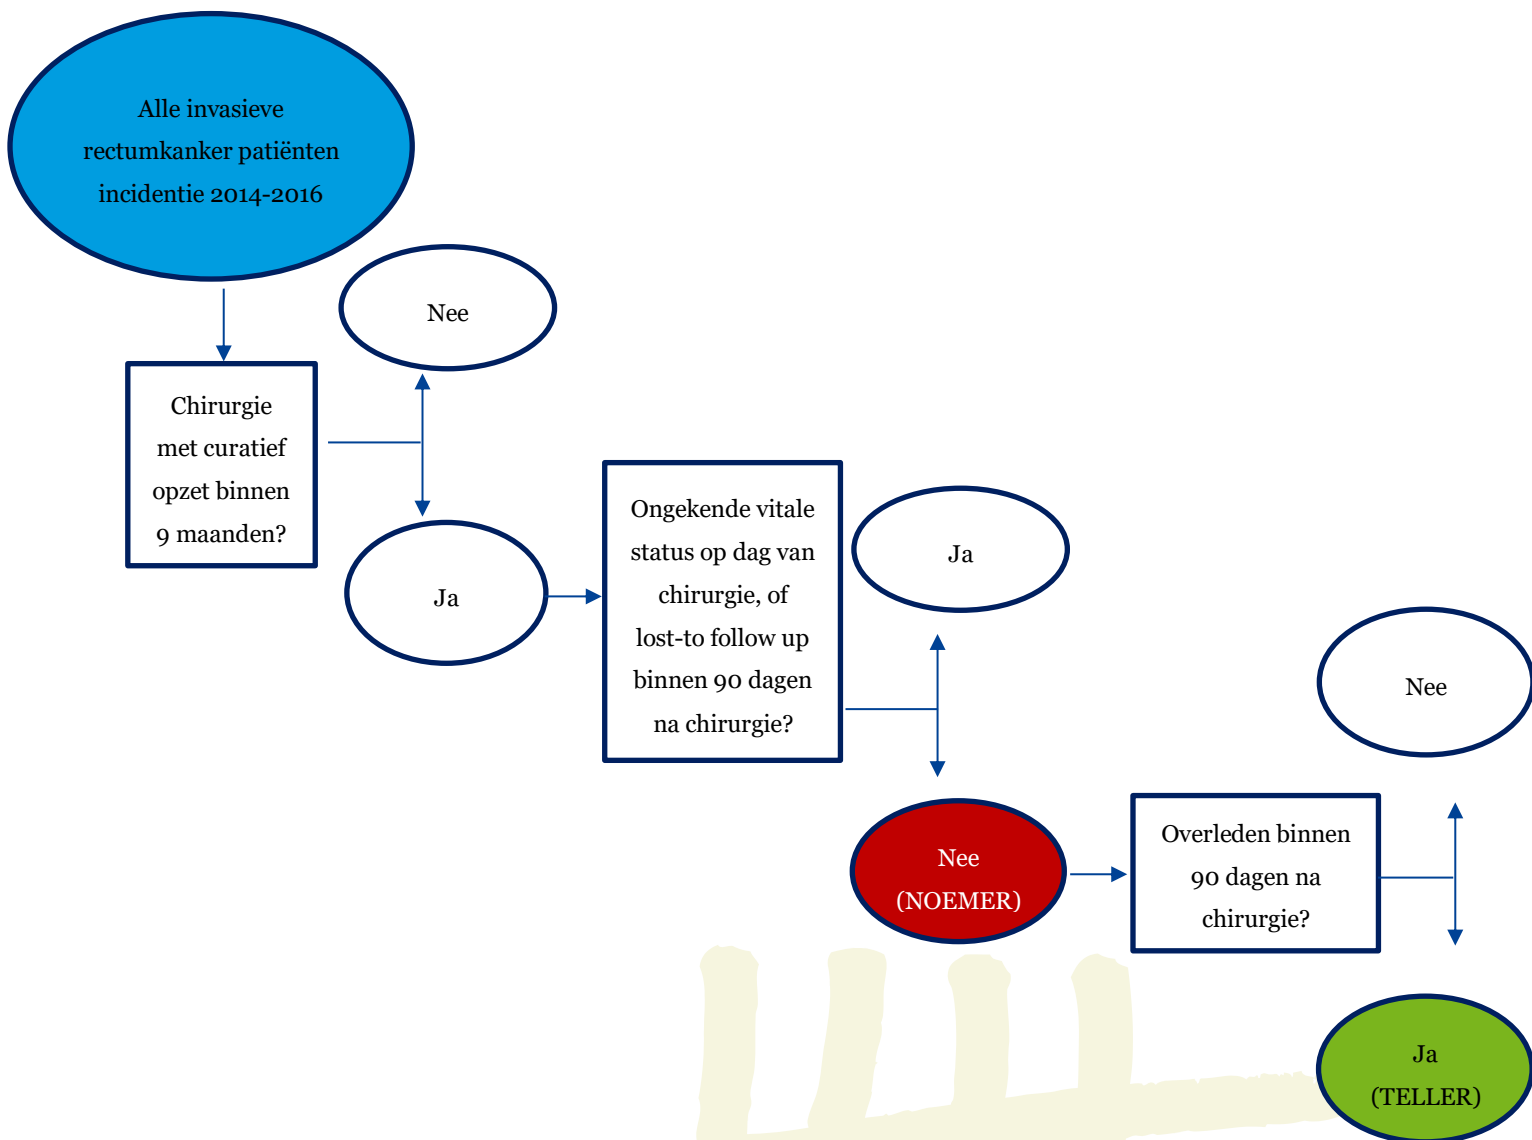 Alle invasieve
rectumkanker patiënten
incidentie 2014-2016
Nee
Chirurgie
met curatief
opzet binnen
9 maanden?
Ja
Ongekende vitale
status op dag van
chirurgie, of
lost-to follow up
binnen 90 dagen
na chirurgie?
Ja
Nee
(NOEMER)
Overleden binnen
90 dagen na
chirurgie?
Nee
Ja
(TELLER)